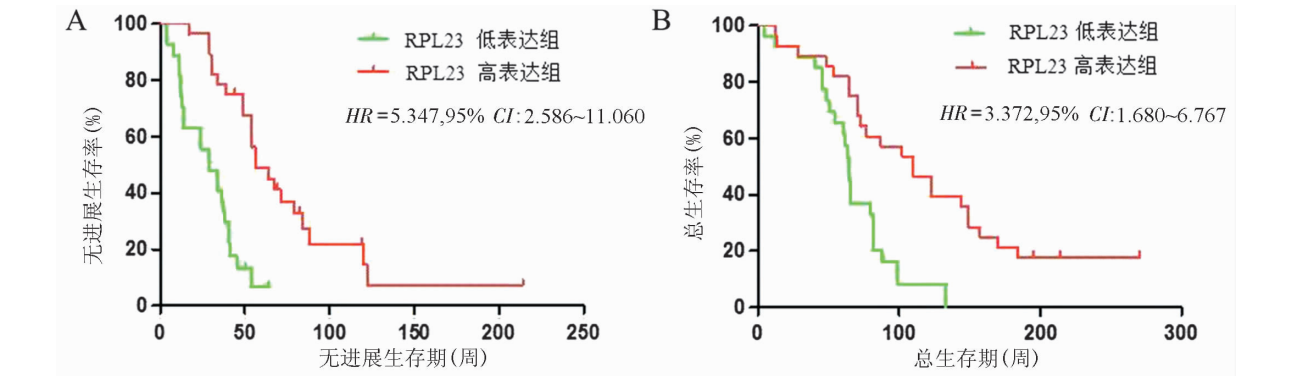 A
100
80
60
40
20
0
无进展生存率(%)
RPL23 低表达组
RPL23 高表达组
HR=5.347,95% CI:2.586~11.060
0 50 100 150 200 250
无进展生存期(周)
B
100
80
60
40
20
0
总生存率(%)
RPL23 低表达组
RPL23 高表达组
HR=3.372,95% CI:1.680~6.767
0 100 200 300
总生存期(周)